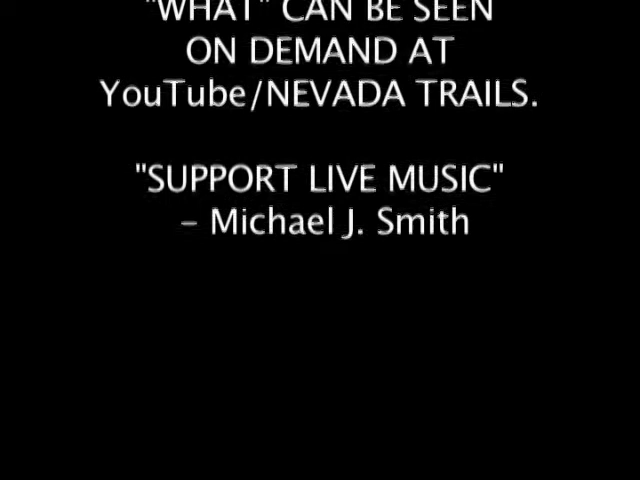 "WHAT" CAN BE SEEN
ON DEMAND AT
YouTube/NEVADA TRAILS.
"SUPPORT LIVE MUSIC"
– Michael J. Smith